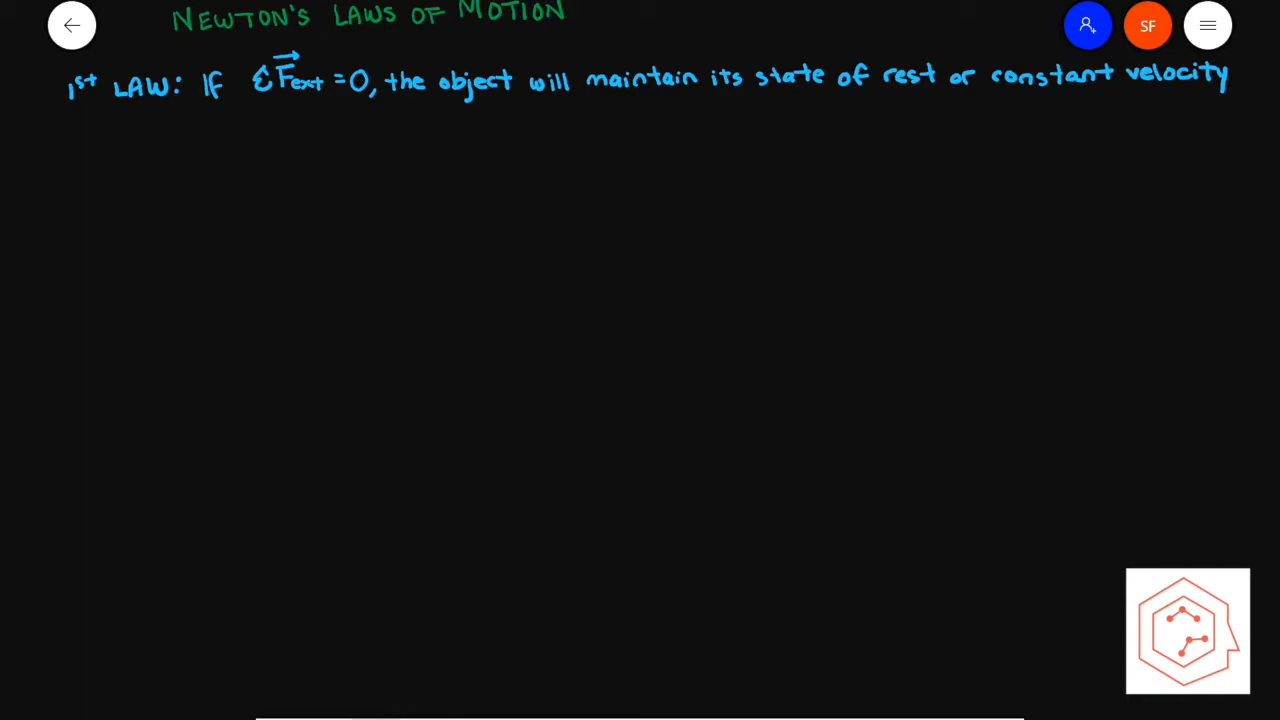 NEWTON'S LAWS OF MOTION
SF
1st LAW: If ΣF⃗ext = 0, the object will maintain its state of rest or constant velocity